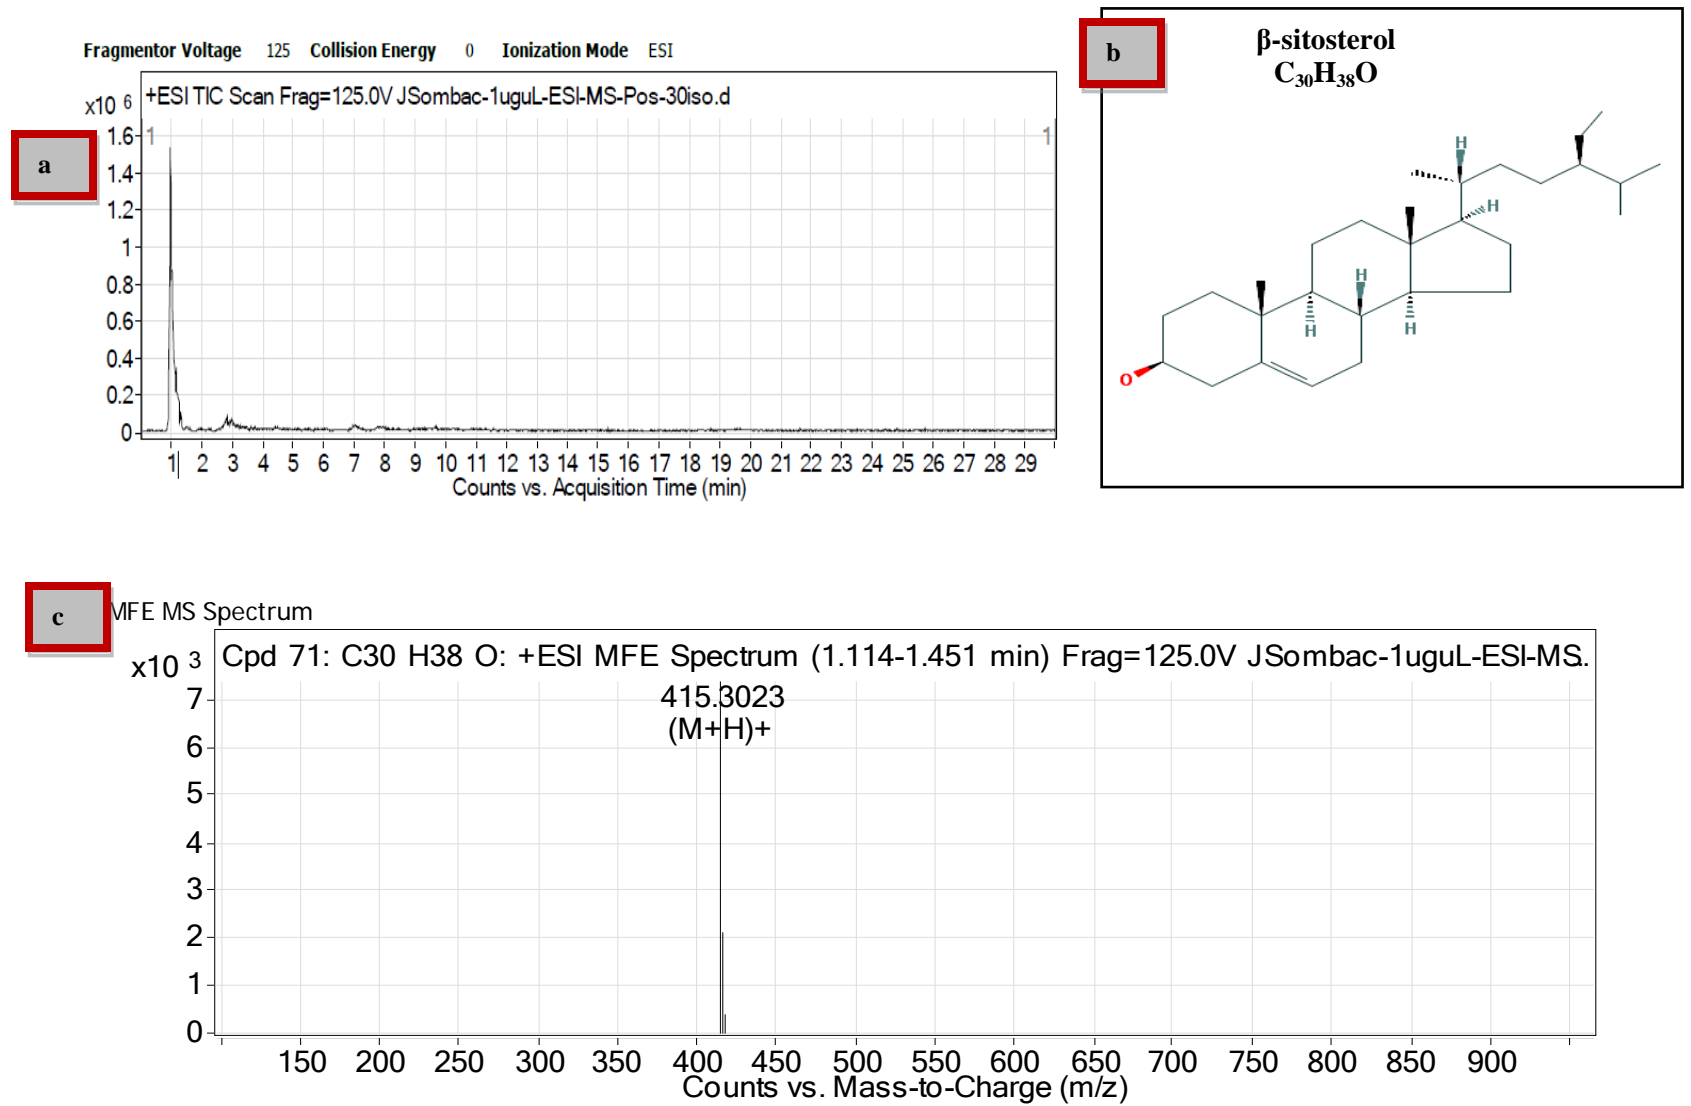 Fragmentor Voltage 125 Collision Energy 0 Ionization Mode ESI
a
x10 6
+ESI TIC Scan Frag=125.0V JSombac-1uguL-ESI-MS-Pos-30iso.d
1 1
1.6
1.4
1.2
1
0.8
0.6
0.4
0.2
0
1 2 3 4 5 6 7 8 9 10 11 12 13 14 15 16 17 18 19 20 21 22 23 24 25 26 27 28 29
Counts vs. Acquisition Time (min)
b
β-sitosterol
C₃₀H₃₈O
H
H
H
H
H
O
c
MFE MS Spectrum
x10 3
Cpd 71: C30 H38 O: +ESI MFE Spectrum (1.114-1.451 min) Frag=125.0V JSombac-1uguL-ESI-MS..
415.3023
(M+H)+
7
6
5
4
3
2
1
0
150 200 250 300 350 400 450 500 550 600 650 700 750 800 850 900
Counts vs. Mass-to-Charge (m/z)